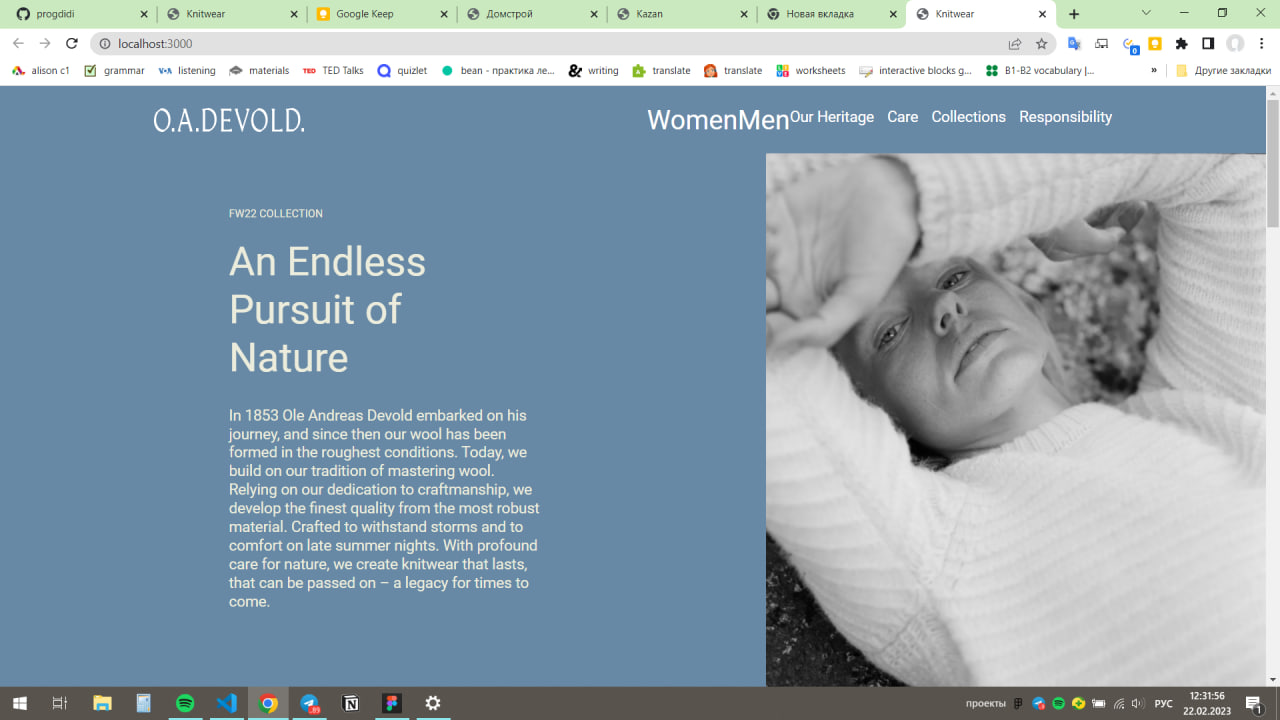 progdidi
Knitwear
Google Keep
Домстрой
Kazan
Новая вкладка
Knitwear
localhost:3000
0
alison c1
grammar
VOA listening
materials
TED TED Talks
quizlet
bean - практика ле...
& writing
translate
translate
worksheets
interactive blocks g...
B1-B2 vocabulary |...
»
Другие закладки
O.A.DEVOLD.
Women
Men
Our Heritage
Care
Collections
Responsibility
FW22 COLLECTION
An Endless
Pursuit of
Nature
In 1853 Ole Andreas Devold embarked on his
journey, and since then our wool has been
formed in the roughest conditions. Today, we
build on our tradition of mastering wool.
Relying on our dedication to craftmanship, we
develop the finest quality from the most robust
material. Crafted to withstand storms and to
comfort on late summer nights. With profound
care for nature, we create knitwear that lasts,
that can be passed on – a legacy for times to
come.
проекты
РУС
12:31:56
22.02.2023
1